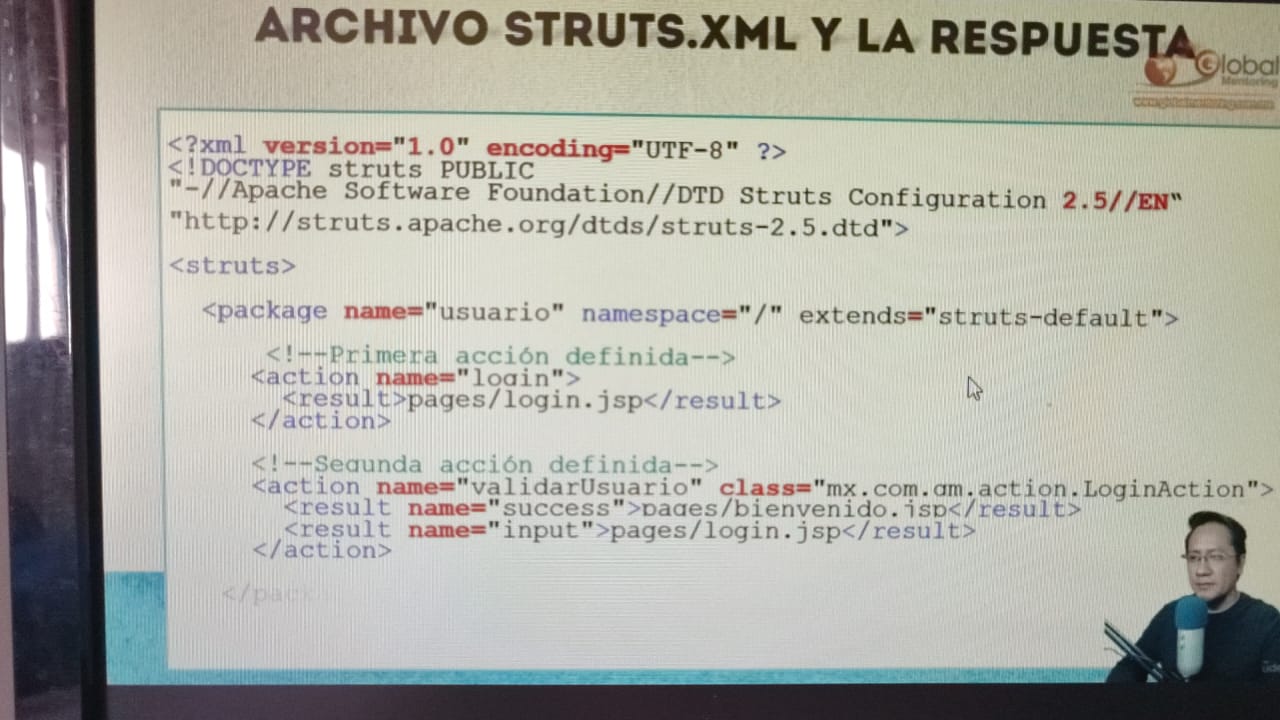 ARCHIVO STRUTS.XML Y LA RESPUESTA
Global
Mentoring
<?xml version="1.0" encoding="UTF-8" ?>
<!DOCTYPE struts PUBLIC
"-//Apache Software Foundation//DTD Struts Configuration 2.5//EN“
"http://struts.apache.org/dtds/struts-2.5.dtd">
<struts>
<package name="usuario" namespace="/" extends="struts-default">
<!--Primera acción definida-->
<action name="login">
<result>pages/login.jsp</result>
</action>
<!--Segunda acción definida-->
<action name="validarUsuario" class="mx.com.gm.action.LoginAction">
<result name="success">pages/bienvenido.jsp</result>
<result name="input">pages/login.jsp</result>
</action>
</pack